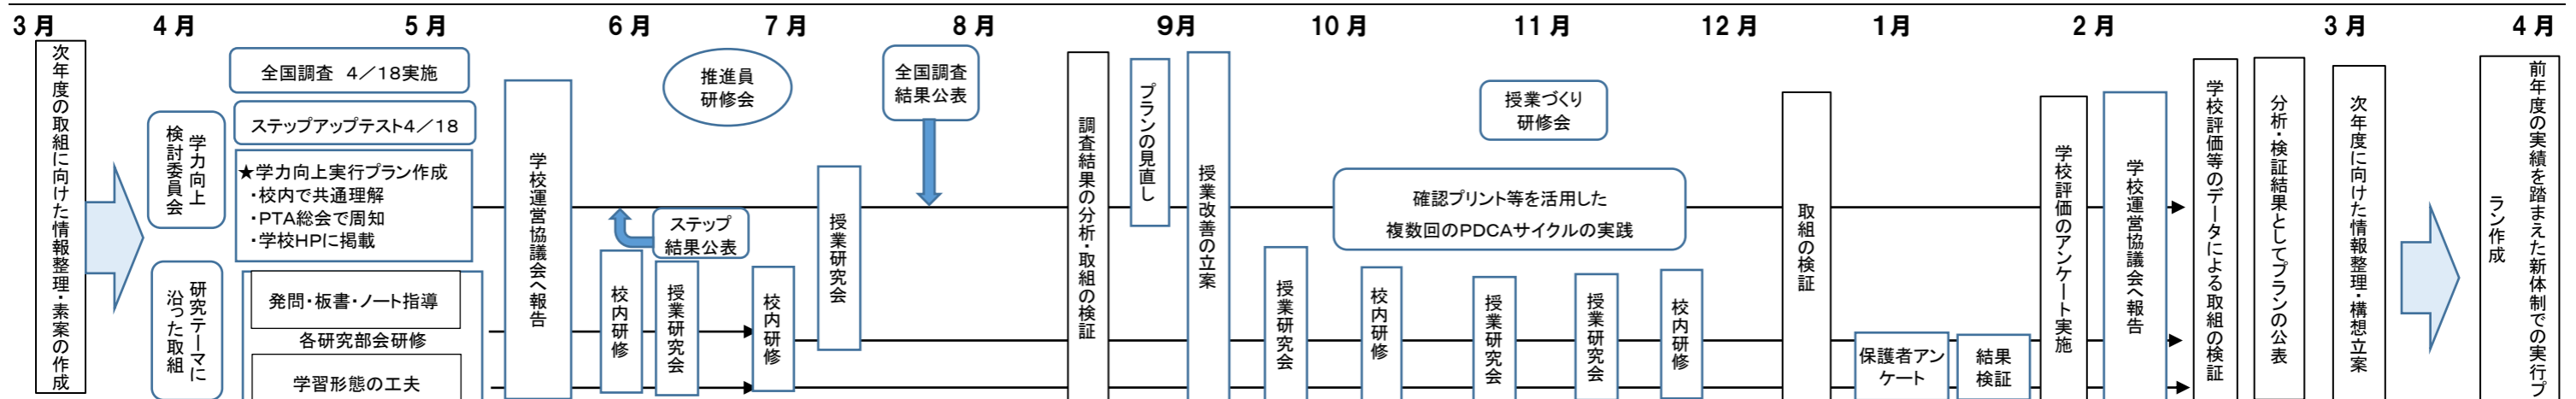 3月
4月
5月
6月
7月
8月
9月
10月
11月
12月
1月
2月
3月
4月
次年度の取組に向けた情報整理・素案の作成
学力向上
検討委員会
研究テーマに
沿った取組
全国調査 4／18実施
ステップアップテスト4／18
★学力向上実行プラン作成
・校内で共通理解
・PTA総会で周知
・学校HPに掲載
発問・板書・ノート指導
各研究部会研修
学習形態の工夫
学校運営協議会へ報告
校内研修
ステップ
結果公表
授業研究会
推進員
研修会
校内研修
授業研究会
全国調査
結果公表
調査結果の分析・取組の検証
プランの見直し
授業改善の立案
授業研究会
確認プリント等を活用した
複数回のPDCAサイクルの実践
校内研修
授業づくり
研修会
授業研究会
授業研究会
校内研修
取組の検証
保護者アン
ケート
結果
検証
学校評価のアンケート実施
学校運営協議会へ報告
学校評価等のデータによる取組の検証
分析・検証結果としてプランの公表
次年度に向けた情報整理・構想立案
前年度の実績を踏まえた新体制での実行プ
ラン作成